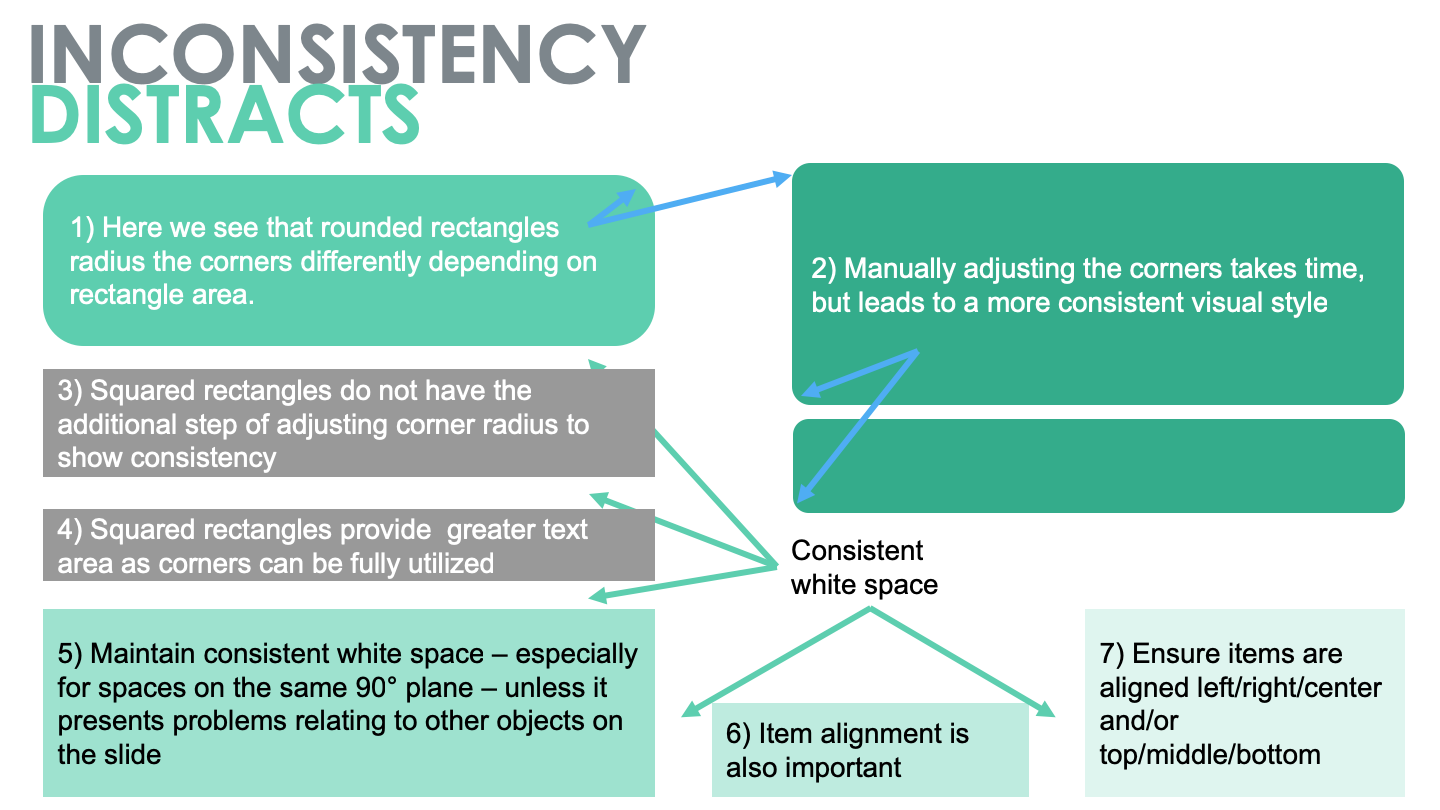 INCONSISTENCY
DISTRACTS
1) Here we see that rounded rectangles
radius the corners differently depending on
rectangle area.
2) Manually adjusting the corners takes time,
but leads to a more consistent visual style
3) Squared rectangles do not have the
additional step of adjusting corner radius to
show consistency
4) Squared rectangles provide  greater text
area as corners can be fully utilized
Consistent
white space
5) Maintain consistent white space – especially
for spaces on the same 90° plane – unless it
presents problems relating to other objects on
the slide
6) Item alignment is
also important
7) Ensure items are
aligned left/right/center
and/or
top/middle/bottom